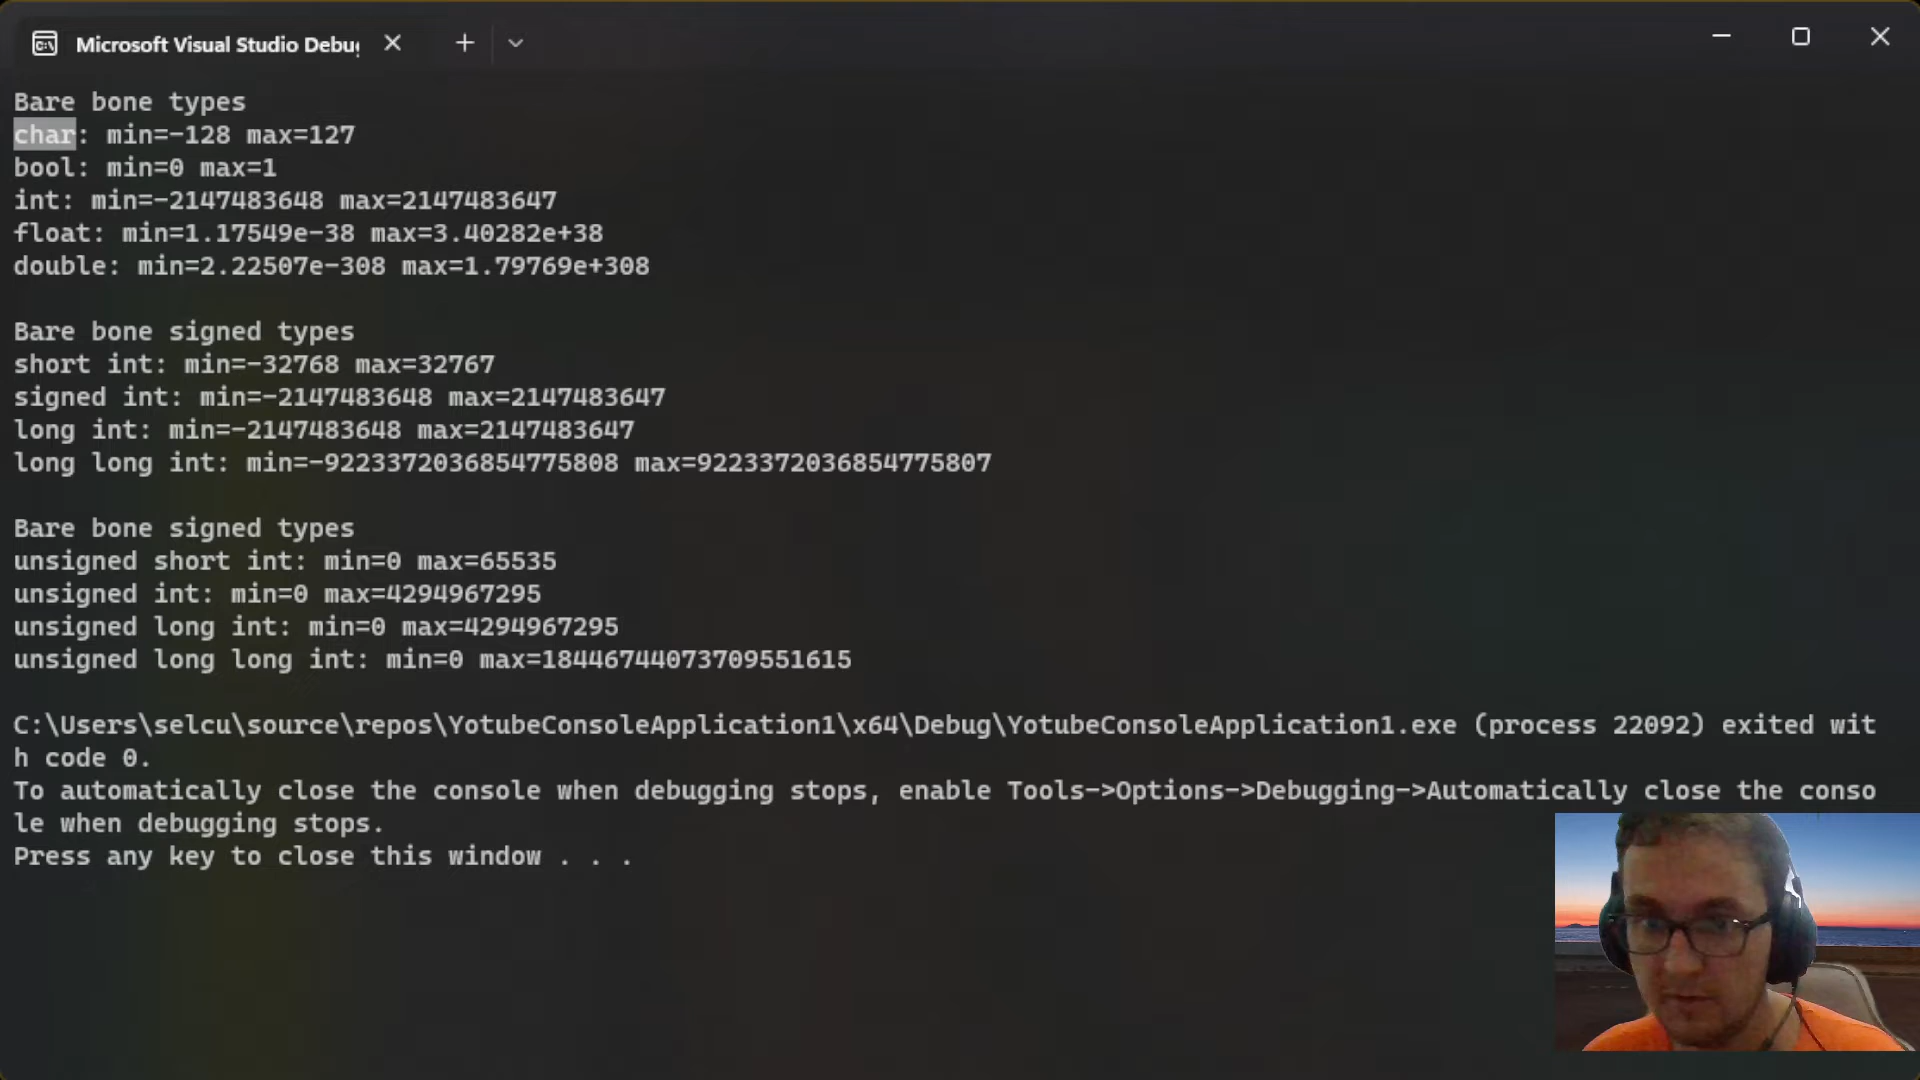 Microsoft Visual Studio Debug
Bare bone types
char: min=-128 max=127
bool: min=0 max=1
int: min=-2147483648 max=2147483647
float: min=1.17549e-38 max=3.40282e+38
double: min=2.22507e-308 max=1.79769e+308
Bare bone signed types
short int: min=-32768 max=32767
signed int: min=-2147483648 max=2147483647
long int: min=-2147483648 max=2147483647
long long int: min=-9223372036854775808 max=9223372036854775807
Bare bone signed types
unsigned short int: min=0 max=65535
unsigned int: min=0 max=4294967295
unsigned long int: min=0 max=4294967295
unsigned long long int: min=0 max=18446744073709551615
C:\Users\selcu\source\repos\YotubeConsoleApplication1\x64\Debug\YotubeConsoleApplication1.exe (process 22092) exited wit
h code 0.
To automatically close the console when debugging stops, enable Tools->Options->Debugging->Automatically close the conso
le when debugging stops.
Press any key to close this window . . .